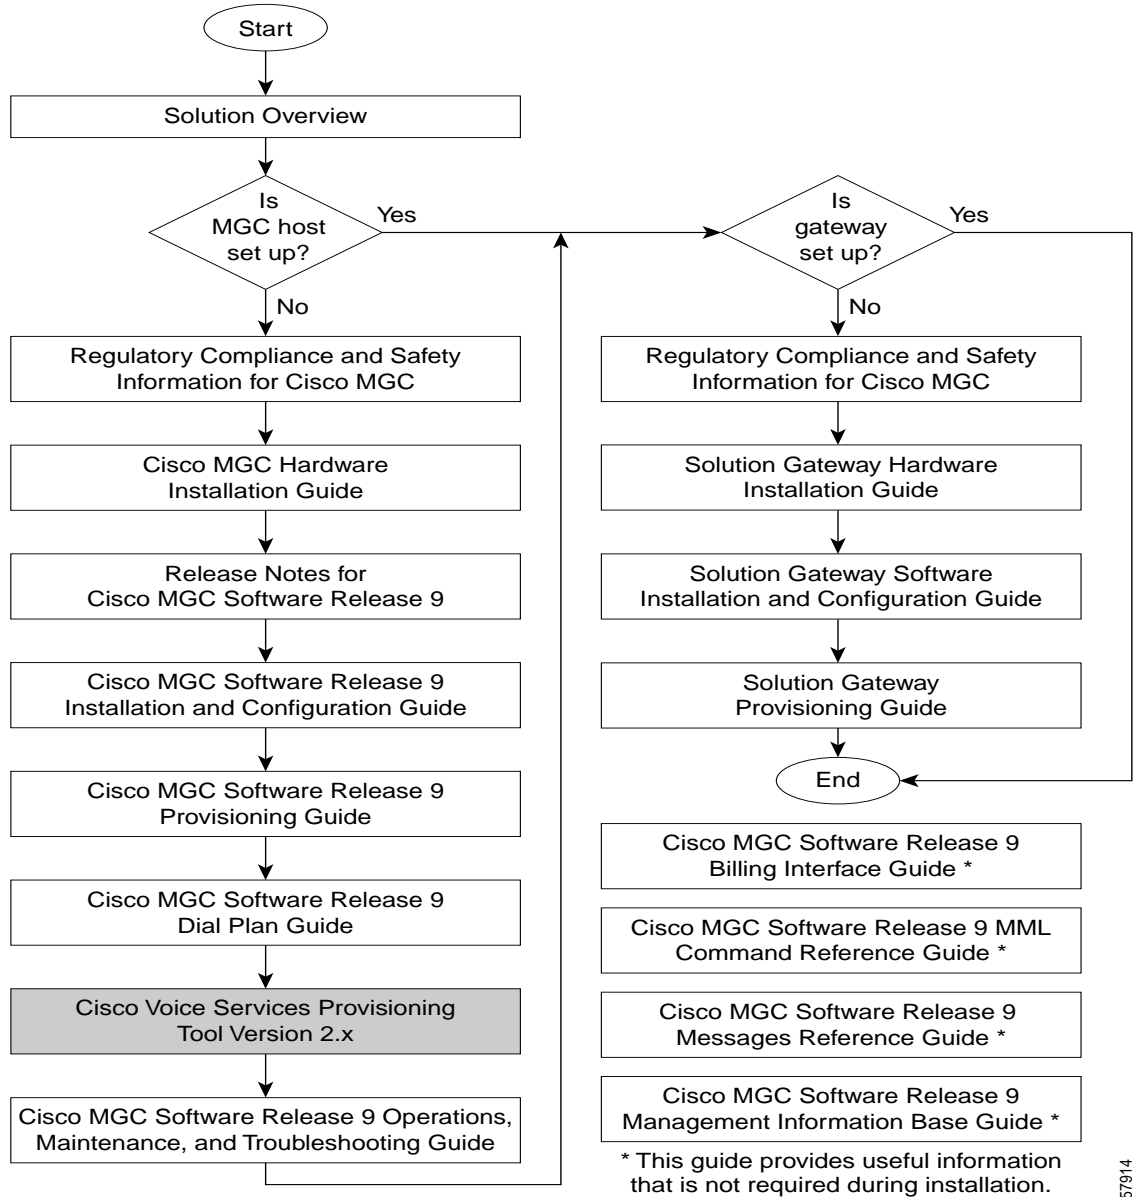 Start
Solution Overview
Is
MGC host
set up?
Yes
No
Regulatory Compliance and Safety
Information for Cisco MGC
Cisco MGC Hardware
Installation Guide
Release Notes for
Cisco MGC Software Release 9
Cisco MGC Software Release 9
Installation and Configuration Guide
Cisco MGC Software Release 9
Provisioning Guide
Cisco MGC Software Release 9
Dial Plan Guide
Cisco Voice Services Provisioning
Tool Version 2.x
Cisco MGC Software Release 9 Operations,
Maintenance, and Troubleshooting Guide
Is
gateway
set up?
Yes
No
Regulatory Compliance and Safety
Information for Cisco MGC
Solution Gateway Hardware
Installation Guide
Solution Gateway Software
Installation and Configuration Guide
Solution Gateway
Provisioning Guide
End
Cisco MGC Software Release 9
Billing Interface Guide *
Cisco MGC Software Release 9 MML
Command Reference Guide *
Cisco MGC Software Release 9
Messages Reference Guide *
Cisco MGC Software Release 9
Management Information Base Guide *
* This guide provides useful information
that is not required during installation.
57914